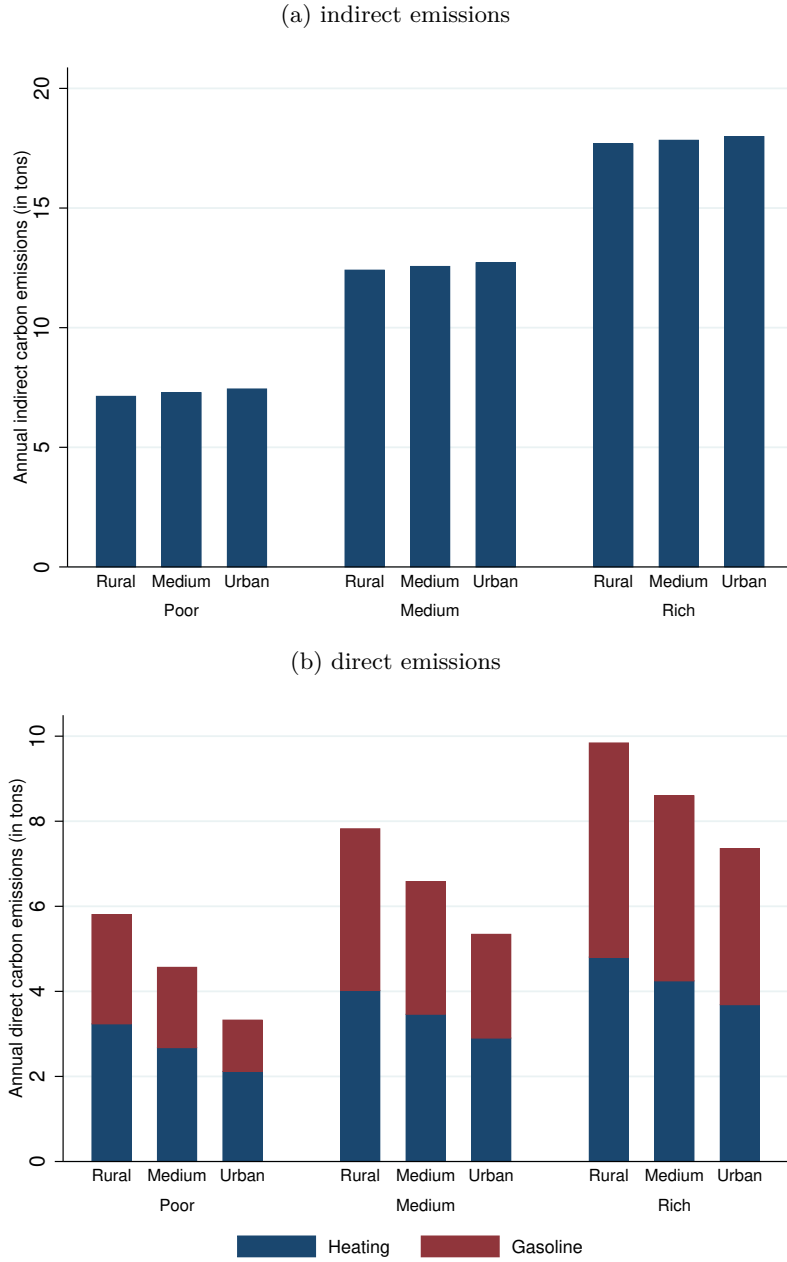 (a) indirect emissions
Annual indirect carbon emissions (in tons)
20
15
10
5
0
Rural Medium Urban Rural Medium Urban Rural Medium Urban
Poor Medium Rich
(b) direct emissions
Annual direct carbon emissions (in tons)
10
8
6
4
2
0
Rural Medium Urban Rural Medium Urban Rural Medium Urban
Poor Medium Rich
Heating Gasoline